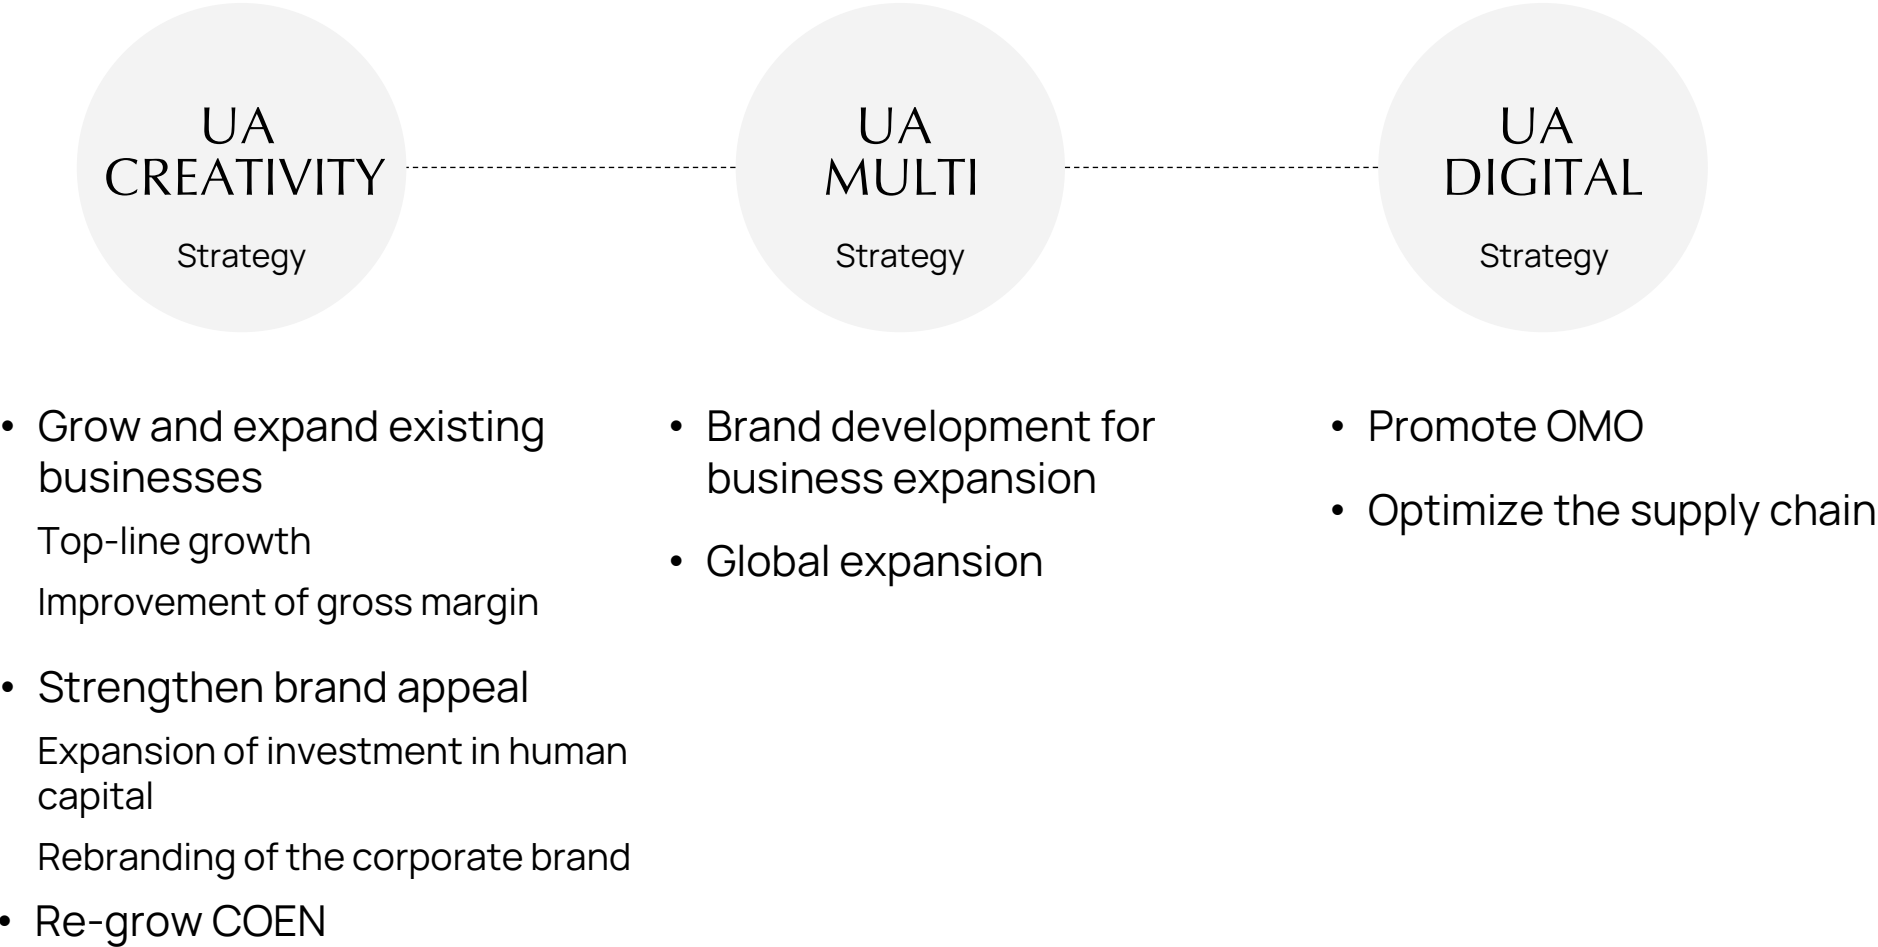 UA
CREATIVITY
Strategy
UA
MULTI
Strategy
UA
DIGITAL
Strategy
• Grow and expand existing
businesses
Top-line growth
Improvement of gross margin
• Strengthen brand appeal
Expansion of investment in human
capital
Rebranding of the corporate brand
• Re-grow COEN
• Brand development for
business expansion
• Global expansion
• Promote OMO
• Optimize the supply chain